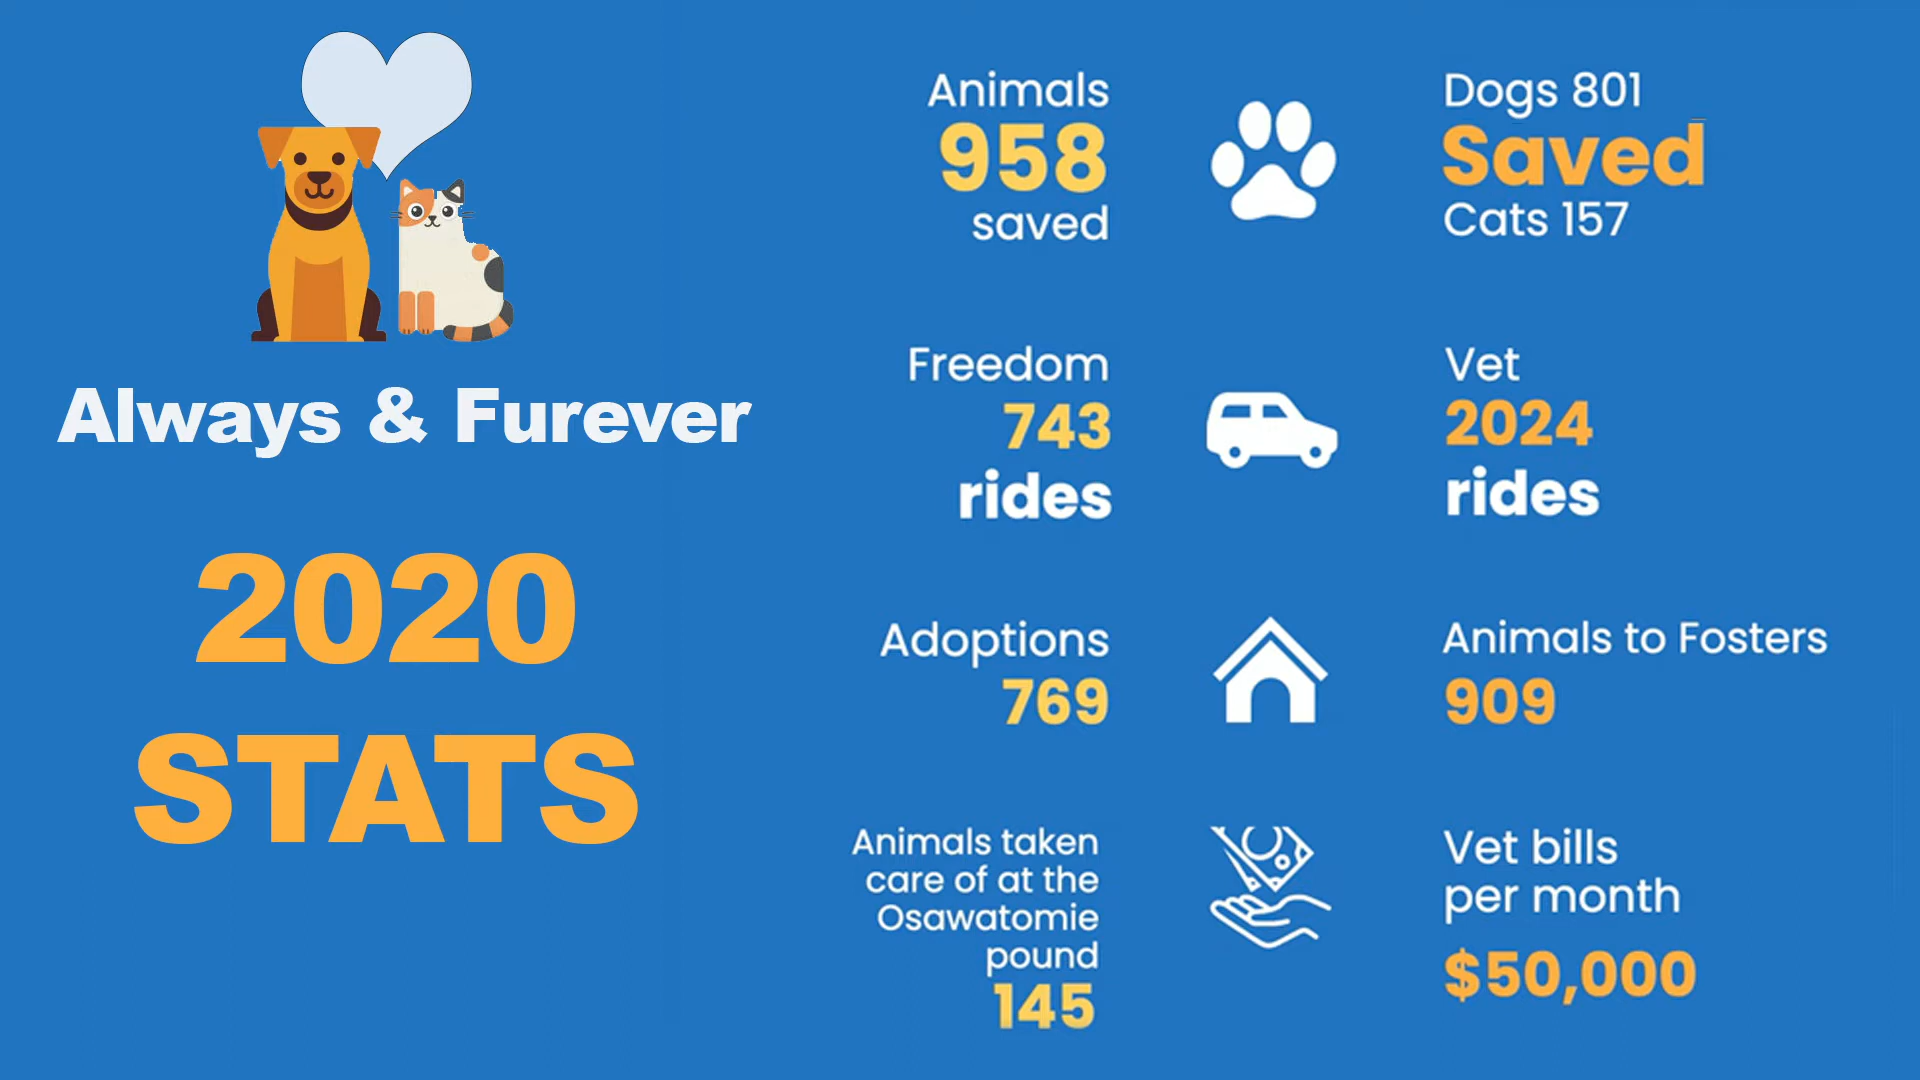 Always & Furever
2020
STATS
Animals
958
saved
Dogs 801
Saved
Cats 157
Freedom
743
rides
Vet
2024
rides
Adoptions
769
Animals to Fosters
909
Animals taken
care of at the
Osawatomie
pound
145
Vet bills
per month
$50,000